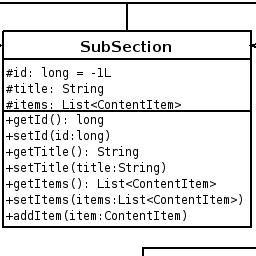 SubSection
#id: long = -1L
#title: String
#items: List<ContentItem>
+getId(): long
+setId(id:long)
+getTitle(): String
+setTitle(title:String)
+getItems(): List<ContentItem>
+setItems(items:List<ContentItem>)
+addItem(item:ContentItem)